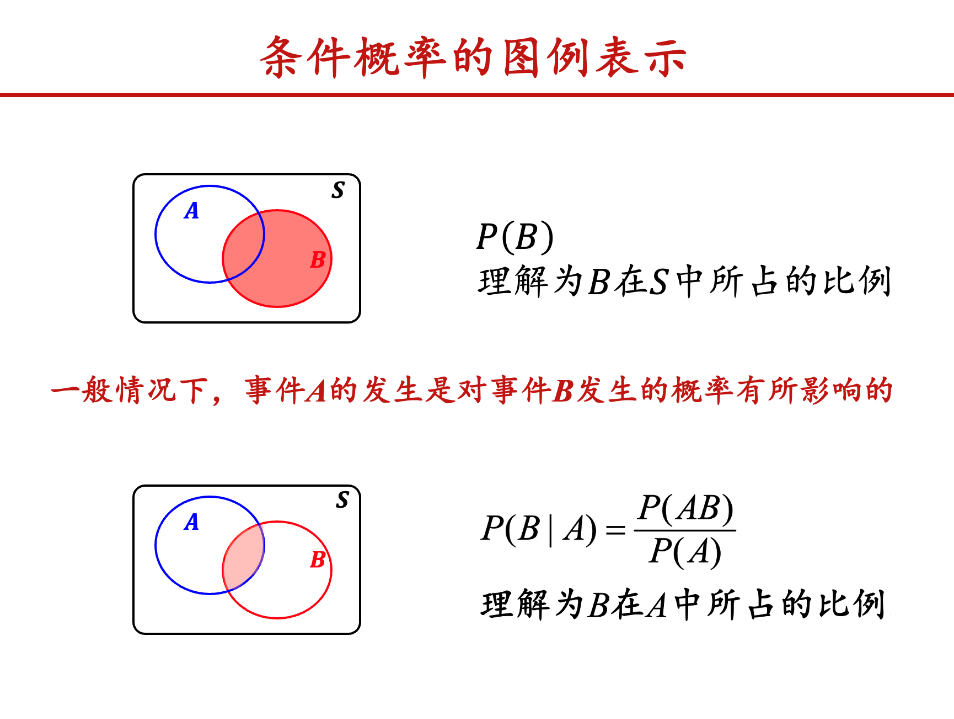 条件概率的图例表示
S
A
B
P(B)
理解为B在S中所占的比例
一般情况下，事件A的发生是对事件B发生的概率有所影响的
S
A
B
P(B | A) = P(AB) / P(A)
理解为B在A中所占的比例